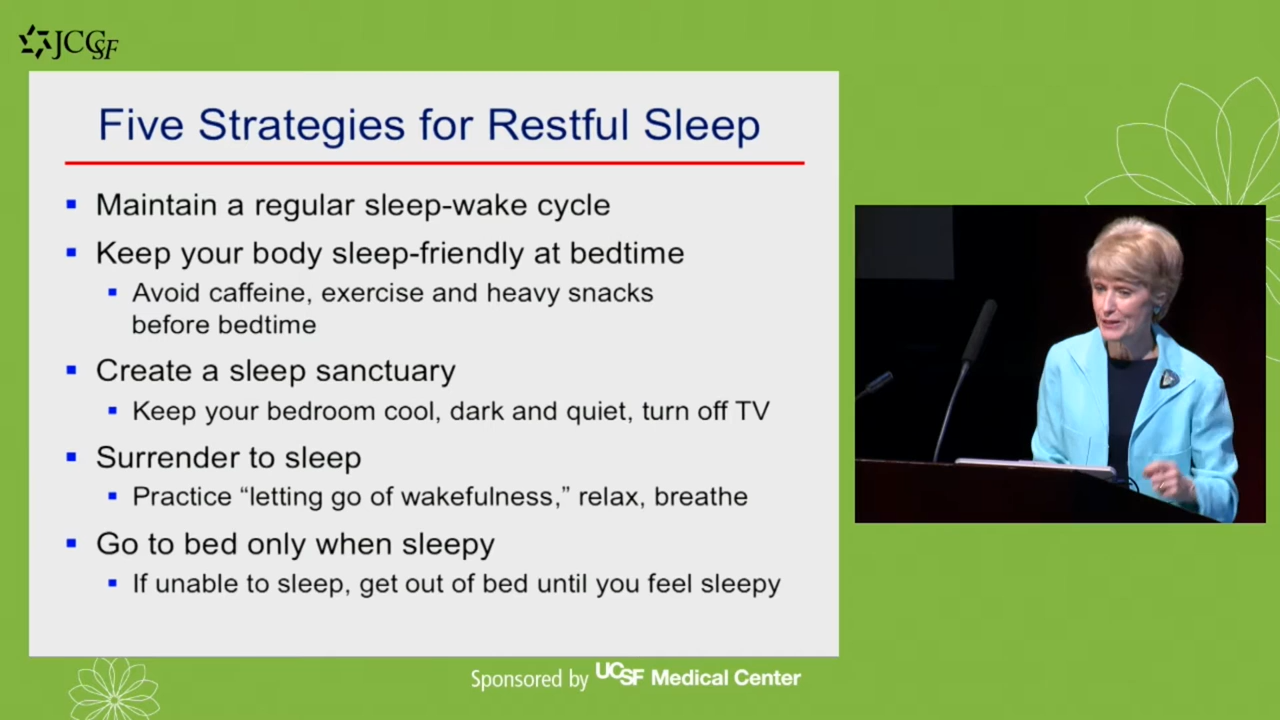 JCCSF
Five Strategies for Restful Sleep
Maintain a regular sleep-wake cycle
Keep your body sleep-friendly at bedtime
Avoid caffeine, exercise and heavy snacks
before bedtime
Create a sleep sanctuary
Keep your bedroom cool, dark and quiet, turn off TV
Surrender to sleep
Practice “letting go of wakefulness,” relax, breathe
Go to bed only when sleepy
If unable to sleep, get out of bed until you feel sleepy
Sponsored by UCSF Medical Center